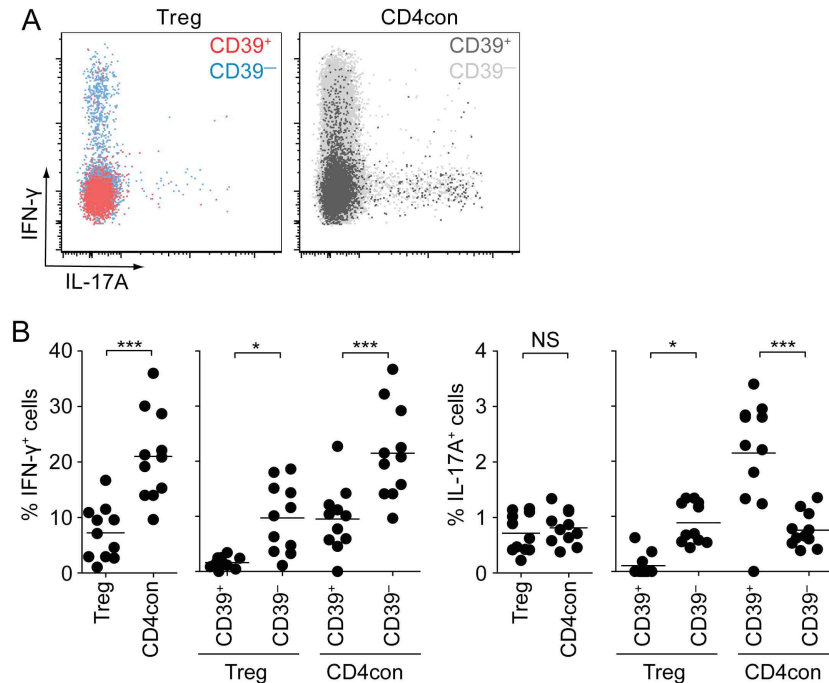 A
Treg
CD4con
CD39⁺
CD39⁻
CD39⁺
CD39⁻
IFN-γ
IL-17A
B
% IFN-γ⁺ cells
40
30
20
10
0
***
*
***
Treg
CD4con
CD39⁺
CD39⁻
CD39⁺
CD39⁻
Treg
CD4con
% IL-17A⁺ cells
4
3
2
1
0
NS
*
***
Treg
CD4con
CD39⁺
CD39⁻
CD39⁺
CD39⁻
Treg
CD4con